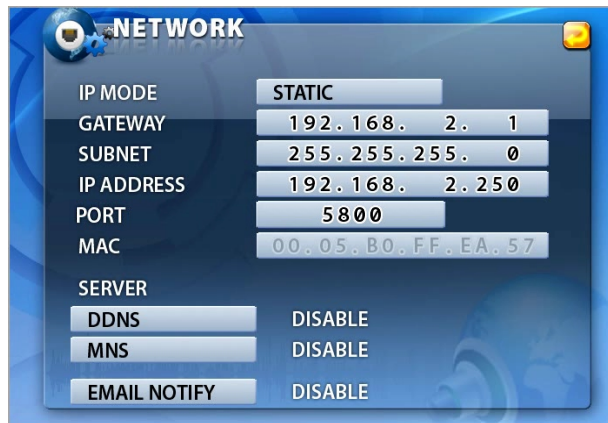 NETWORK
IP MODE STATIC
GATEWAY 192.168. 2. 1
SUBNET 255.255.255. 0
IP ADDRESS 192.168. 2.250
PORT 5800
MAC 00.05.B0.FF.EA.57
SERVER
DDNS DISABLE
MNS DISABLE
EMAIL NOTIFY DISABLE